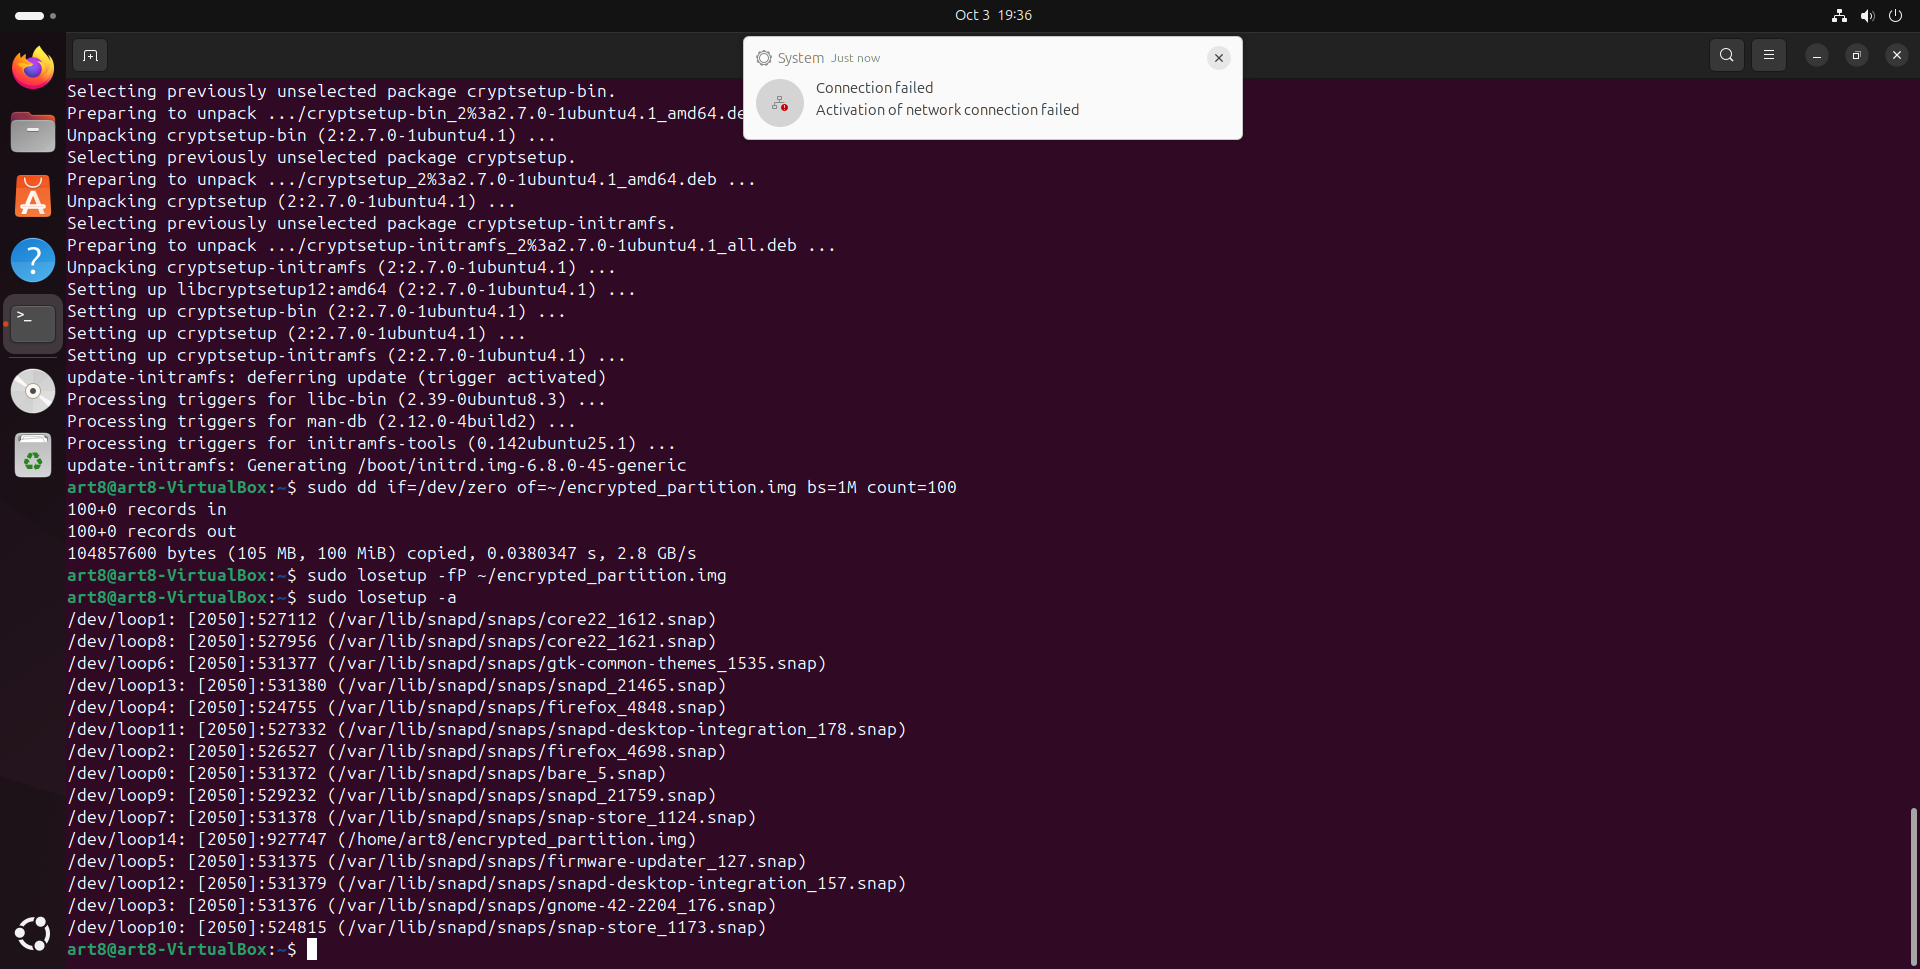 Oct 3 19:36
System Just now
Connection failed
Activation of network connection failed
Selecting previously unselected package cryptsetup-bin.
Preparing to unpack .../cryptsetup-bin_2%3a2.7.0-1ubuntu4.1_amd64.de
Unpacking cryptsetup-bin (2:2.7.0-1ubuntu4.1) ...
Selecting previously unselected package cryptsetup.
Preparing to unpack .../cryptsetup_2%3a2.7.0-1ubuntu4.1_amd64.deb ...
Unpacking cryptsetup (2:2.7.0-1ubuntu4.1) ...
Selecting previously unselected package cryptsetup-initramfs.
Preparing to unpack .../cryptsetup-initramfs_2%3a2.7.0-1ubuntu4.1_all.deb ...
Unpacking cryptsetup-initramfs (2:2.7.0-1ubuntu4.1) ...
Setting up libcryptsetup12:amd64 (2:2.7.0-1ubuntu4.1) ...
Setting up cryptsetup-bin (2:2.7.0-1ubuntu4.1) ...
Setting up cryptsetup (2:2.7.0-1ubuntu4.1) ...
Setting up cryptsetup-initramfs (2:2.7.0-1ubuntu4.1) ...
update-initramfs: deferring update (trigger activated)
Processing triggers for libc-bin (2.39-0ubuntu8.3) ...
Processing triggers for man-db (2.12.0-4build2) ...
Processing triggers for initramfs-tools (0.142ubuntu25.1) ...
update-initramfs: Generating /boot/initrd.img-6.8.0-45-generic
art8@art8-VirtualBox:~$ sudo dd if=/dev/zero of=~/encrypted_partition.img bs=1M count=100
100+0 records in
100+0 records out
104857600 bytes (105 MB, 100 MiB) copied, 0.0380347 s, 2.8 GB/s
art8@art8-VirtualBox:~$ sudo losetup -fP ~/encrypted_partition.img
art8@art8-VirtualBox:~$ sudo losetup -a
/dev/loop1: [2050]:527112 (/var/lib/snapd/snaps/core22_1612.snap)
/dev/loop8: [2050]:527956 (/var/lib/snapd/snaps/core22_1621.snap)
/dev/loop6: [2050]:531377 (/var/lib/snapd/snaps/gtk-common-themes_1535.snap)
/dev/loop13: [2050]:531380 (/var/lib/snapd/snaps/snapd_21465.snap)
/dev/loop4: [2050]:524755 (/var/lib/snapd/snaps/firefox_4848.snap)
/dev/loop11: [2050]:527332 (/var/lib/snapd/snaps/snapd-desktop-integration_178.snap)
/dev/loop2: [2050]:526527 (/var/lib/snapd/snaps/firefox_4698.snap)
/dev/loop0: [2050]:531372 (/var/lib/snapd/snaps/bare_5.snap)
/dev/loop9: [2050]:529232 (/var/lib/snapd/snaps/snapd_21759.snap)
/dev/loop7: [2050]:531378 (/var/lib/snapd/snaps/snap-store_1124.snap)
/dev/loop14: [2050]:927747 (/home/art8/encrypted_partition.img)
/dev/loop5: [2050]:531375 (/var/lib/snapd/snaps/firmware-updater_127.snap)
/dev/loop12: [2050]:531379 (/var/lib/snapd/snaps/snapd-desktop-integration_157.snap)
/dev/loop3: [2050]:531376 (/var/lib/snapd/snaps/gnome-42-2204_176.snap)
/dev/loop10: [2050]:524815 (/var/lib/snapd/snaps/snap-store_1173.snap)
art8@art8-VirtualBox:~$